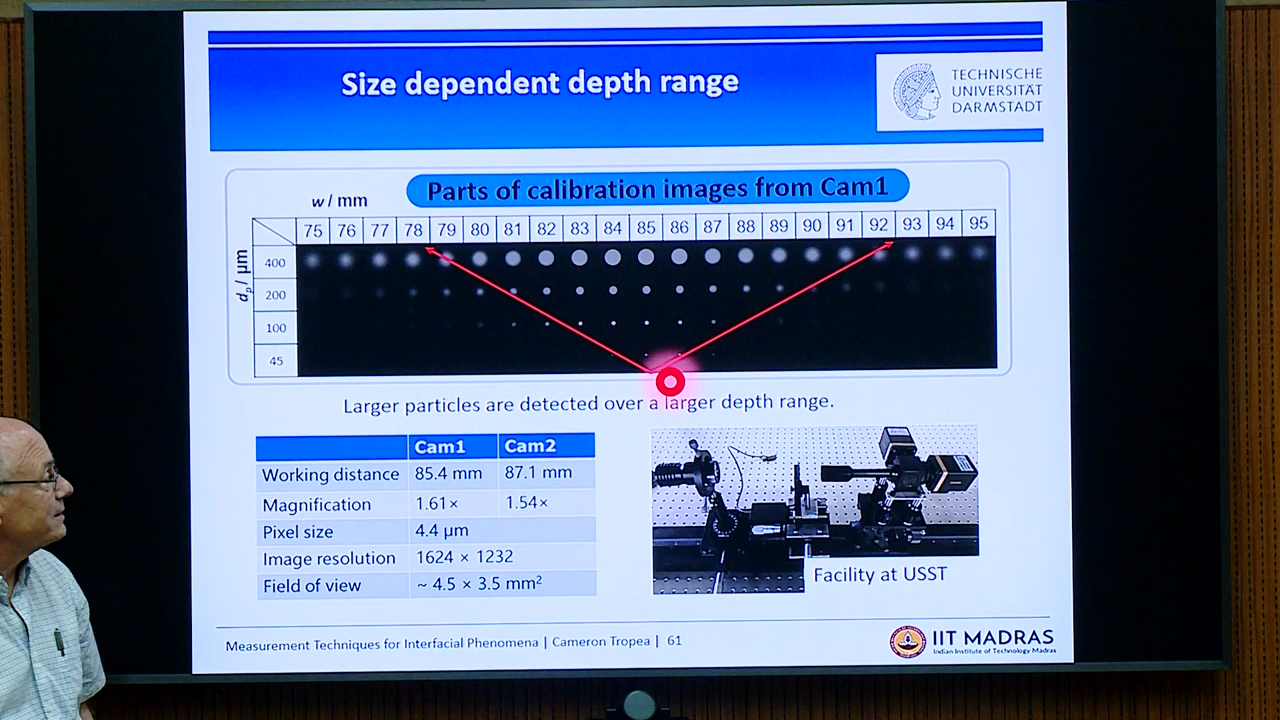 Size dependent depth range
TECHNISCHE
UNIVERSITÄT
DARMSTADT
Parts of calibration images from Cam1
w / mm
75 76 77 78 79 80 81 82 83 84 85 86 87 88 89 90 91 92 93 94 95
dp / μm
400
200
100
45
Larger particles are detected over a larger depth range.
Cam1 Cam2
Working distance 85.4 mm 87.1 mm
Magnification 1.61× 1.54×
Pixel size 4.4 μm
Image resolution 1624 × 1232
Field of view ~ 4.5 × 3.5 mm²
Facility at USST
Measurement Techniques for Interfacial Phenomena | Cameron Tropea | 61
IIT MADRAS
Indian Institute of Technology Madras